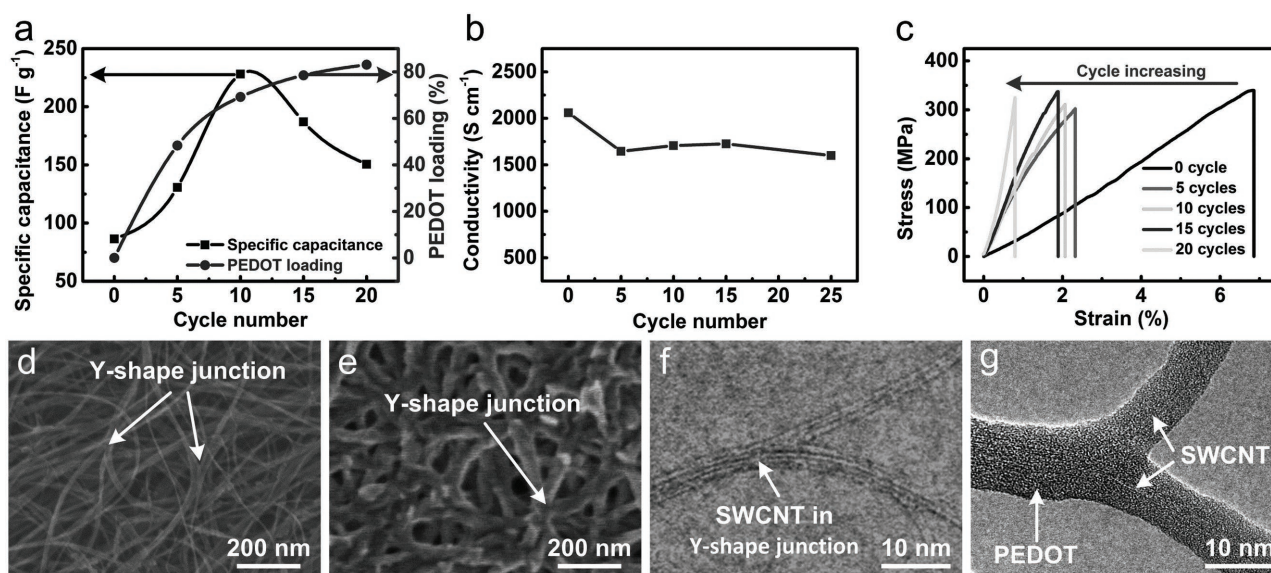 a
Specific capacitance (F g⁻¹)
250
200
150
100
50
0
5
10
15
20
Cycle number
80
60
40
20
0
PEDOT loading (%)
Specific capacitance
PEDOT loading
b
Conductivity (S cm⁻¹)
2500
2000
1500
1000
500
0
5
10
15
20
25
Cycle number
c
Stress (MPa)
400
300
200
100
0
0
2
4
6
Strain (%)
Cycle increasing
0 cycle
5 cycles
10 cycles
15 cycles
20 cycles
d
Y-shape junction
200 nm
e
Y-shape junction
200 nm
f
SWCNT in
Y-shape junction
10 nm
g
SWCNT
PEDOT
10 nm